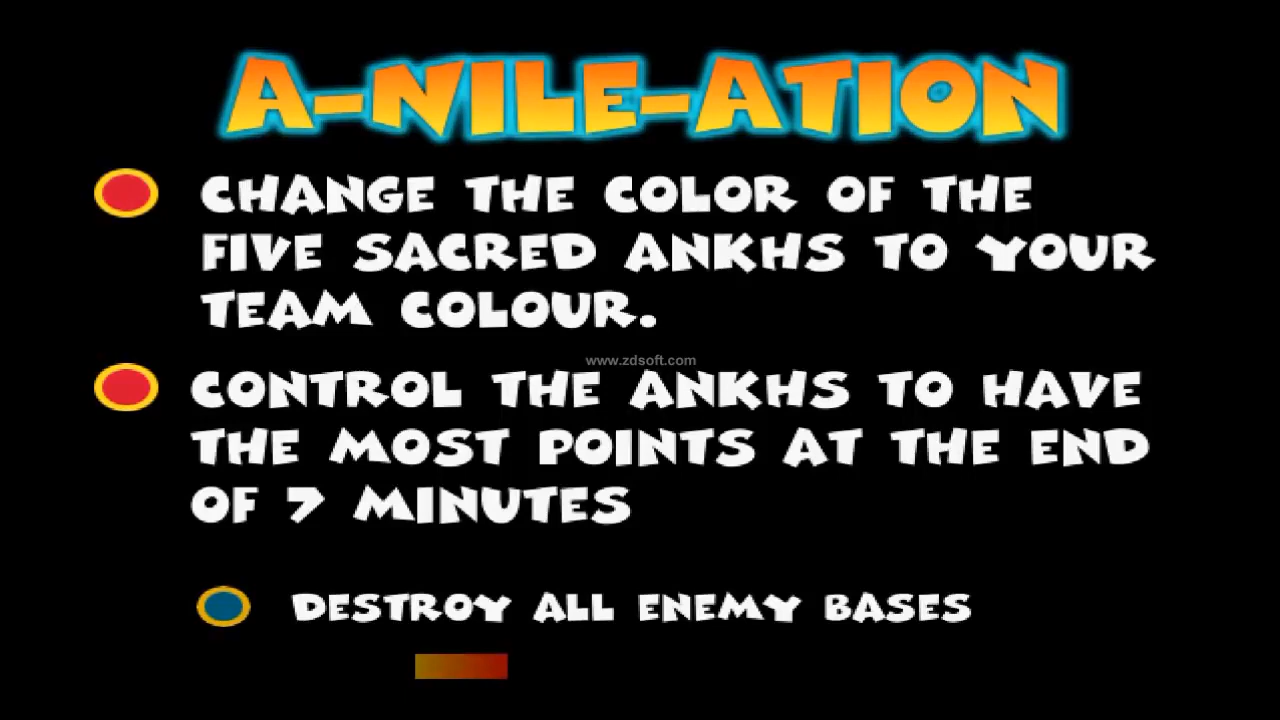 A-NILE-ATION
CHANGE THE COLOR OF THE
FIVE SACRED ANKHS TO YOUR
TEAM COLOUR.
www.zdsoft.com
CONTROL THE ANKHS TO HAVE
THE MOST POINTS AT THE END
OF 7 MINUTES
DESTROY ALL ENEMY BASES